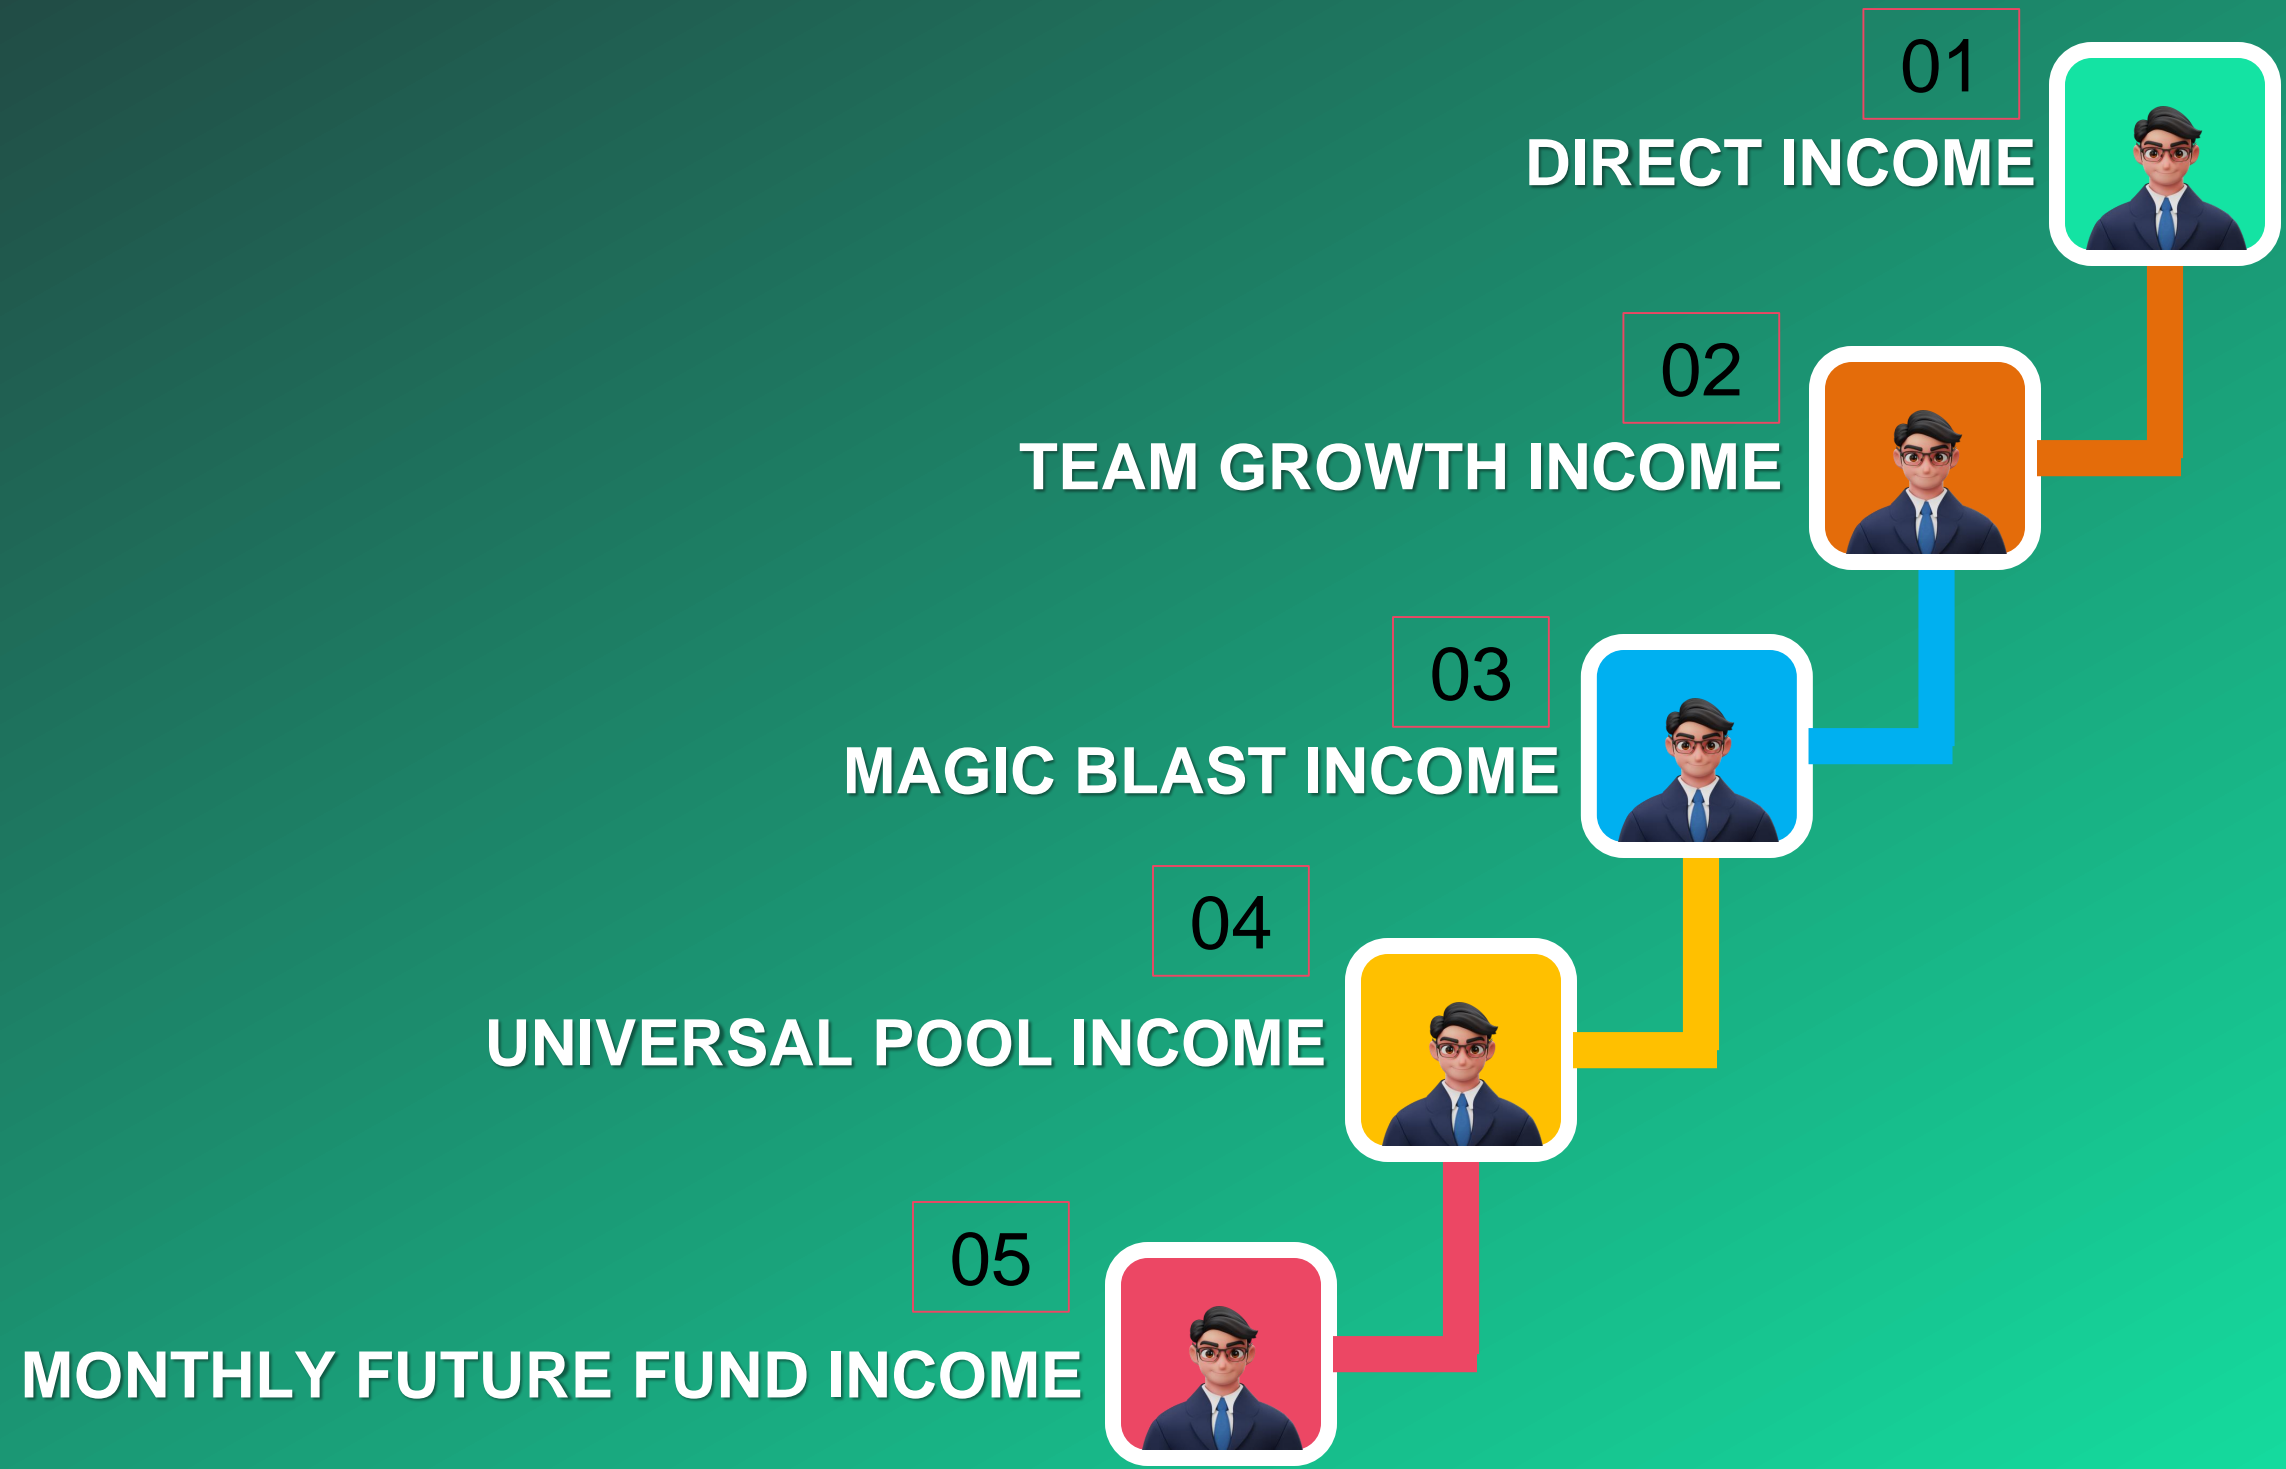 01
DIRECT INCOME
02
TEAM GROWTH INCOME
03
MAGIC BLAST INCOME
04
UNIVERSAL POOL INCOME
05
MONTHLY FUTURE FUND INCOME